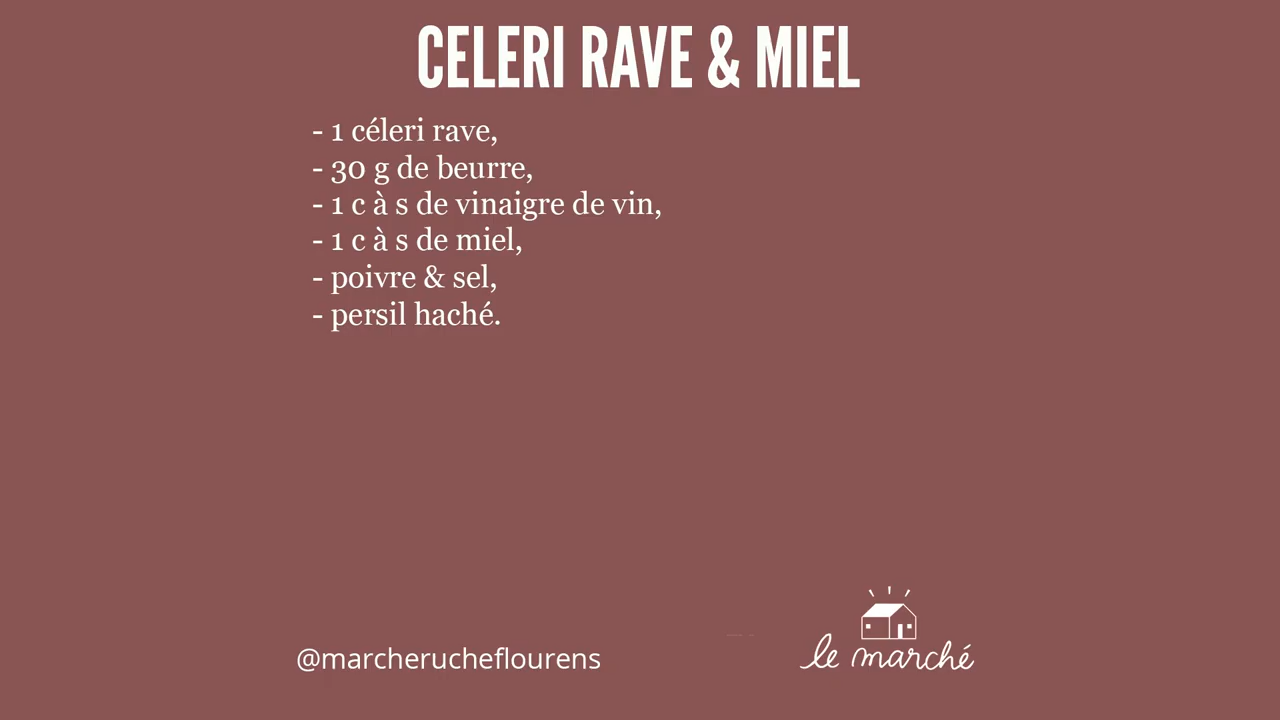 CELERI RAVE & MIEL
- 1 céleri rave,
- 30 g de beurre,
- 1 c à s de vinaigre de vin,
- 1 c à s de miel,
- poivre & sel,
- persil haché.
@marcherucheflourens
le marché